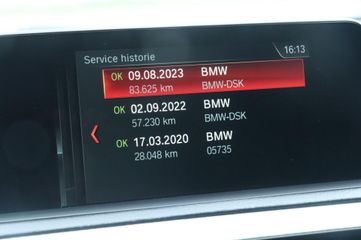 Service historie 16:13
OK 09.08.2023 BMW
83.625 km BMW-DSK
OK 02.09.2022 BMW
57.230 km BMW-DSK
OK 17.03.2020 BMW
28.048 km 05735